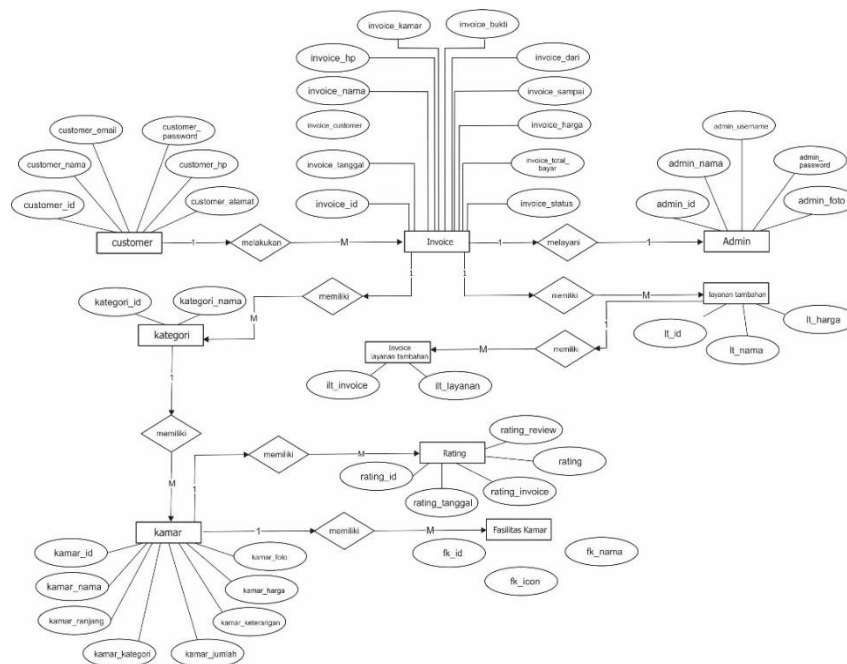 invoice_kamar
invoice_bukti
invoice_hp
invoice_dari
invoice_nama
invoice_sampai
customer_email
customer_
password
invoice_customer
invoice_harga
admin_username
customer_nama
customer_hp
invoice_tanggal
invoice_total_
bayar
admin_nama
admin_
password
customer_id
customer_alamat
invoice_id
invoice_status
admin_id
admin_foto
customer
1
melakukan
M
Invoice
1
melayani
1
Admin
1
1
kategori_id
kategori_nama
memiliki
memiliki
M
layanan tambahan
M
1
kategori
Invoice
layanan tambahan
M
memiliki
lt_id
lt_nama
lt_harga
1
ilt_invoice
ilt_layanan
memiliki
rating_review
memiliki
M
Rating
rating
M
rating_id
rating_tanggal
rating_invoice
1
kamar
1
memiliki
M
Fasilitas Kamar
kamar_id
kamar_foto
fk_id
fk_nama
kamar_nama
kamar_harga
fk_icon
kamar_ranjang
kamar_keterangan
kamar_kategori
kamar_jumlah